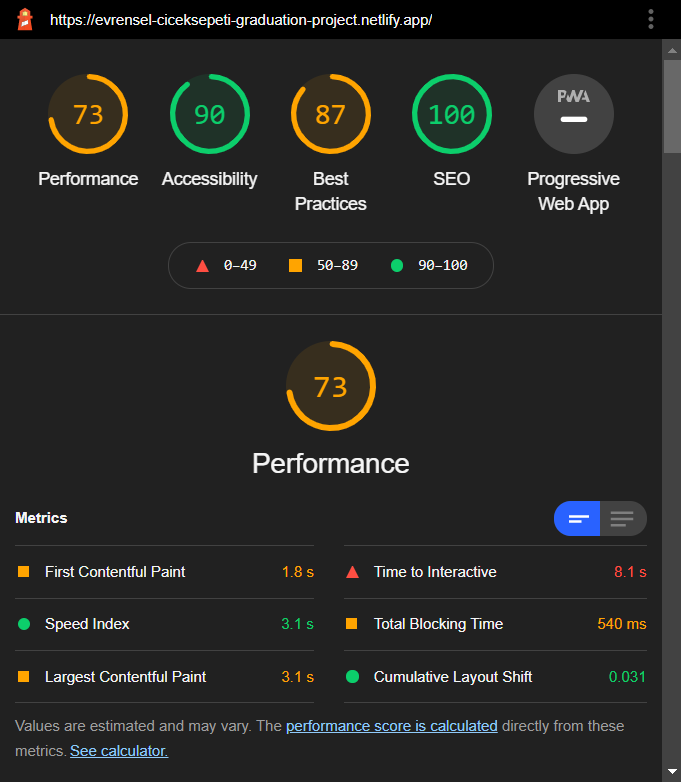 https://evrensel-ciceksepeti-graduation-project.netlify.app/
73 90 87 100 PWA
Performance Accessibility Best Practices SEO Progressive Web App
0–49 50–89 90–100
73
Performance
Metrics
First Contentful Paint 1.8 s
Time to Interactive 8.1 s
Speed Index 3.1 s
Total Blocking Time 540 ms
Largest Contentful Paint 3.1 s
Cumulative Layout Shift 0.031
Values are estimated and may vary. The performance score is calculated directly from these
metrics. See calculator.